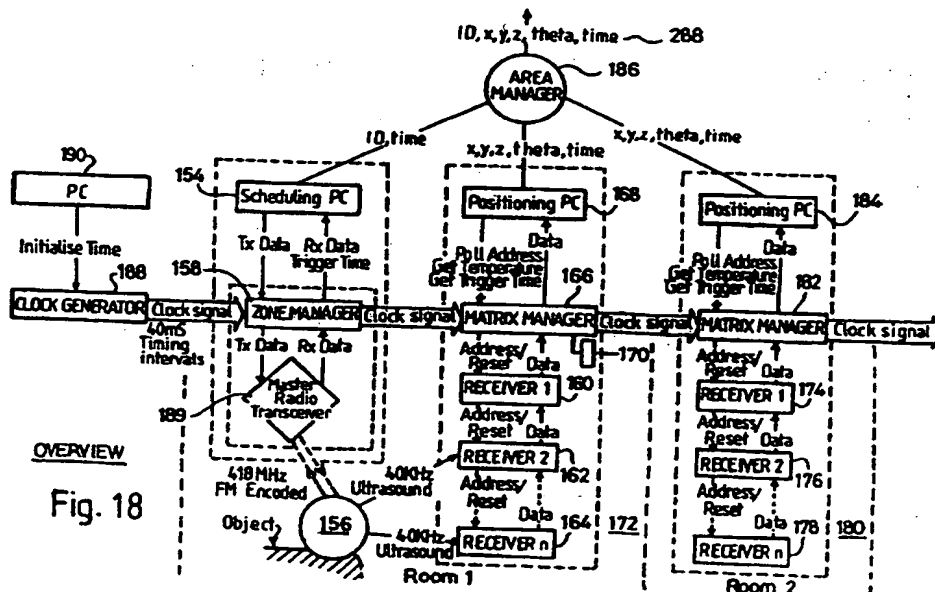 ID, x, y, z, theta, time 288
AREA MANAGER
186
ID, time
x,y,z, theta, time
x,y,z, theta, time
190
PC
Initialise Time
188
CLOCK GENERATOR
Clock signal
40mS
Timing
intervals
154
Scheduling PC
Tx Data
Rx Data
Trigger Time
158
ZONE MANAGER
Clock signal
Tx Data
Rx Data
189
Master
Radio
Transceiver
418 MHz
FM Encoded
Object
156
40KHz
Ultrasound
40KHz
Ultrasound
Positioning PC
168
Poll Address
Get Temperature
Get Trigger Time
Data
166
MATRIX MANAGER
Clock signal
170
Address/
Reset
Data
RECEIVER 1
160
Address/
Reset
Data
RECEIVER 2
162
Address/
Reset
Data
RECEIVER n
164
172
Room 1
Positioning PC
184
Poll Address
Get Temperature
Get Trigger Time
Data
182
MATRIX MANAGER
Clock signal
Address/
Reset
Data
RECEIVER 1
174
Address/
Reset
Data
RECEIVER 2
176
Address/
Reset
Data
RECEIVER n
178
180
Room 2
OVERVIEW
Fig. 18